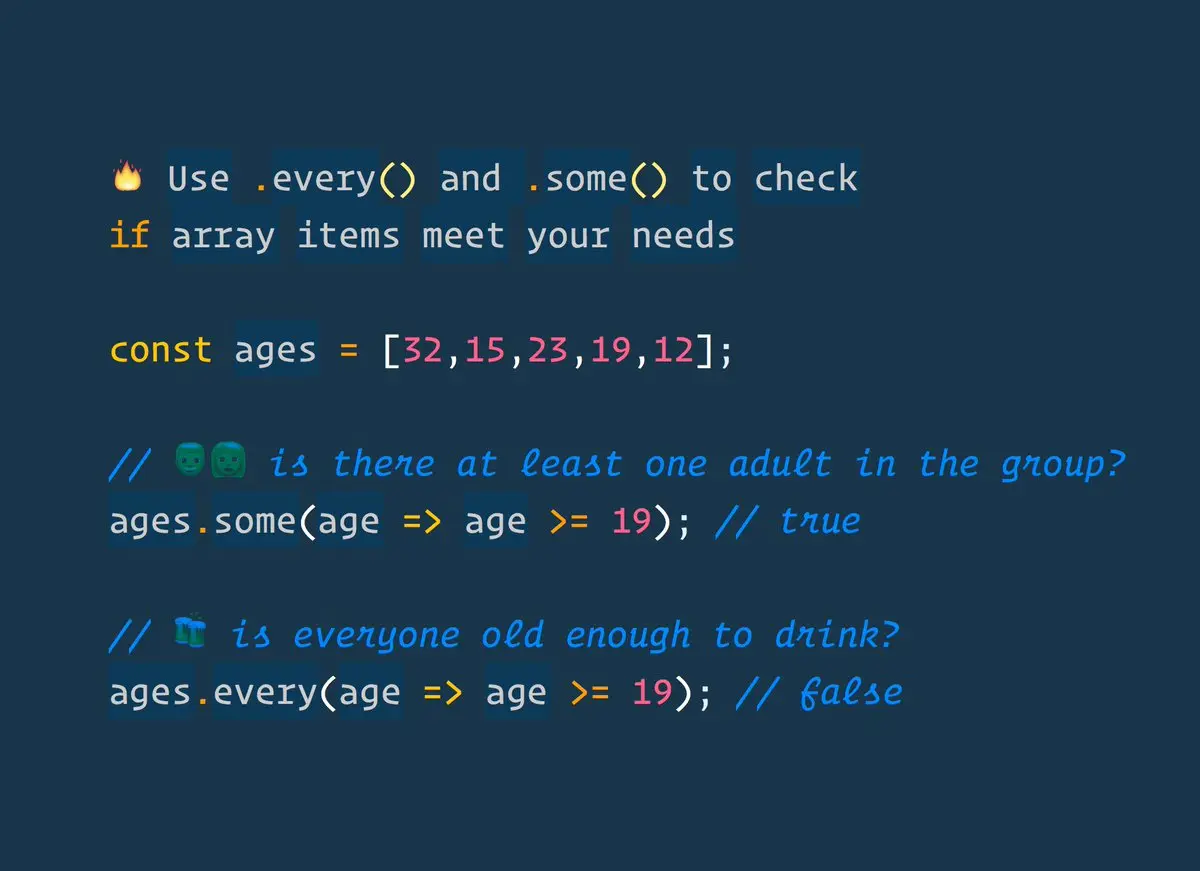 🔥 Use .every() and .some() to check
if array items meet your needs
const ages = [32,15,23,19,12];
// 👨👩 is there at least one adult in the group?
ages.some(age => age >= 19); // true
// 🍻 is everyone old enough to drink?
ages.every(age => age >= 19); // false